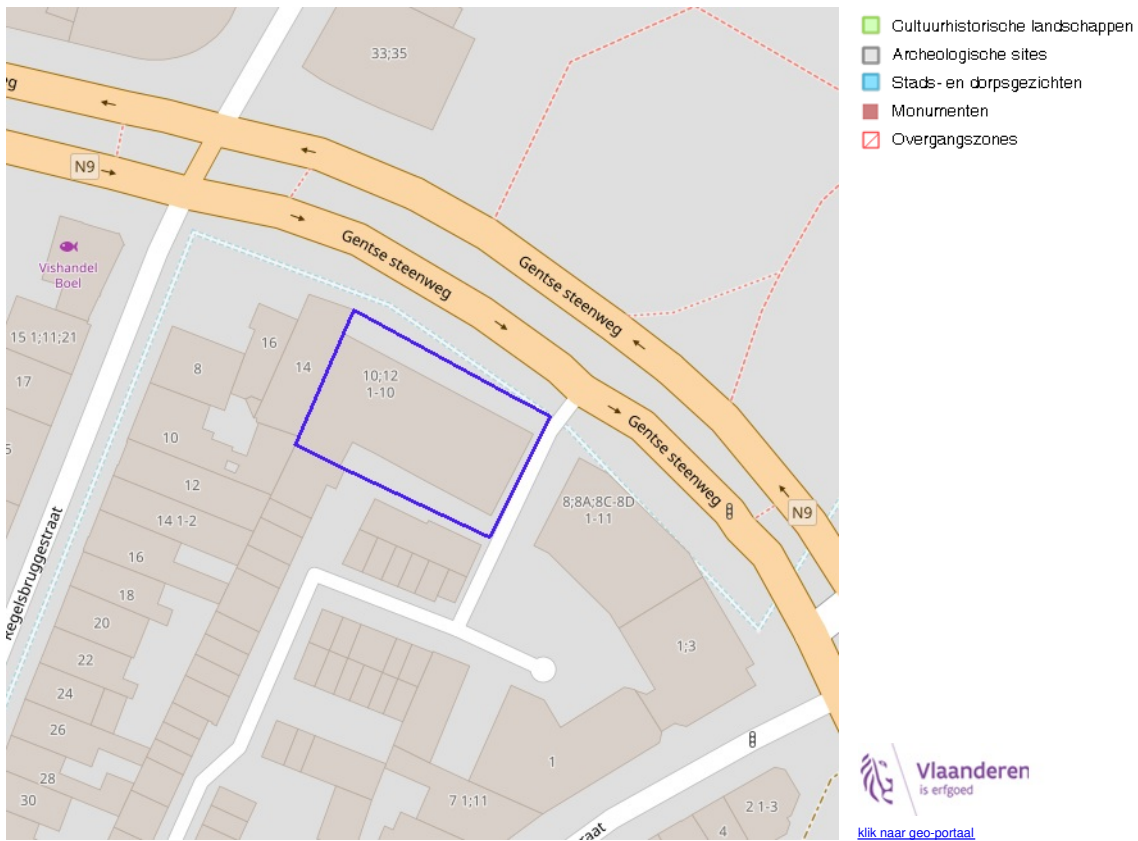 33;35
N9
Vishandel
Boel
15 1;11;21
17
Gentse steenweg
Gentse steenweg
16
14
8
10;12
1-10
10
12
14 1-2
16
18
20
22
24
26
28
30
Regelsbruggestraat
Gentse steenweg
N9
8;8A;8C-8D
1-11
1;3
1
7 1;11
2 1-3
4
Cultuurhistorische landschappen
Archeologische sites
Stads- en dorpsgezichten
Monumenten
Overgangszones
Vlaanderen
is erfgoed
klik naar geo-portaal